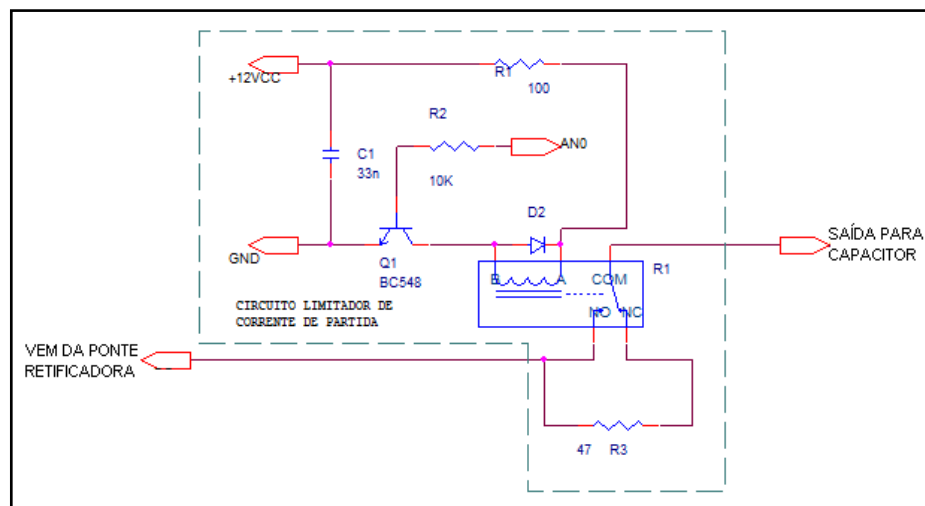 +12VCC
R1
100
R2
AN0
C1
33n
10K
D2
GND
Q1
BC548
SAÍDA PARA
CAPACITOR
B
A
COM
R1
NO
NC
CIRCUITO LIMITADOR DE
CORRENTE DE PARTIDA
VEM DA PONTE
RETIFICADORA
47
R3